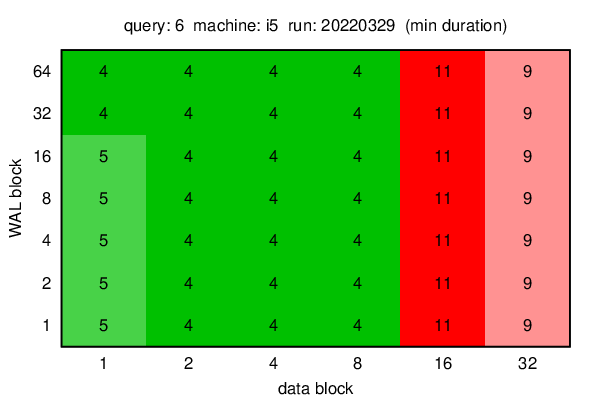 query: 6  machine: i5  run: 20220329  (min duration)
64 4 4 4 4 11 9
32 4 4 4 4 11 9
16 5 4 4 4 11 9
8 5 4 4 4 11 9
4 5 4 4 4 11 9
2 5 4 4 4 11 9
1 5 4 4 4 11 9
WAL block
1 2 4 8 16 32
data block